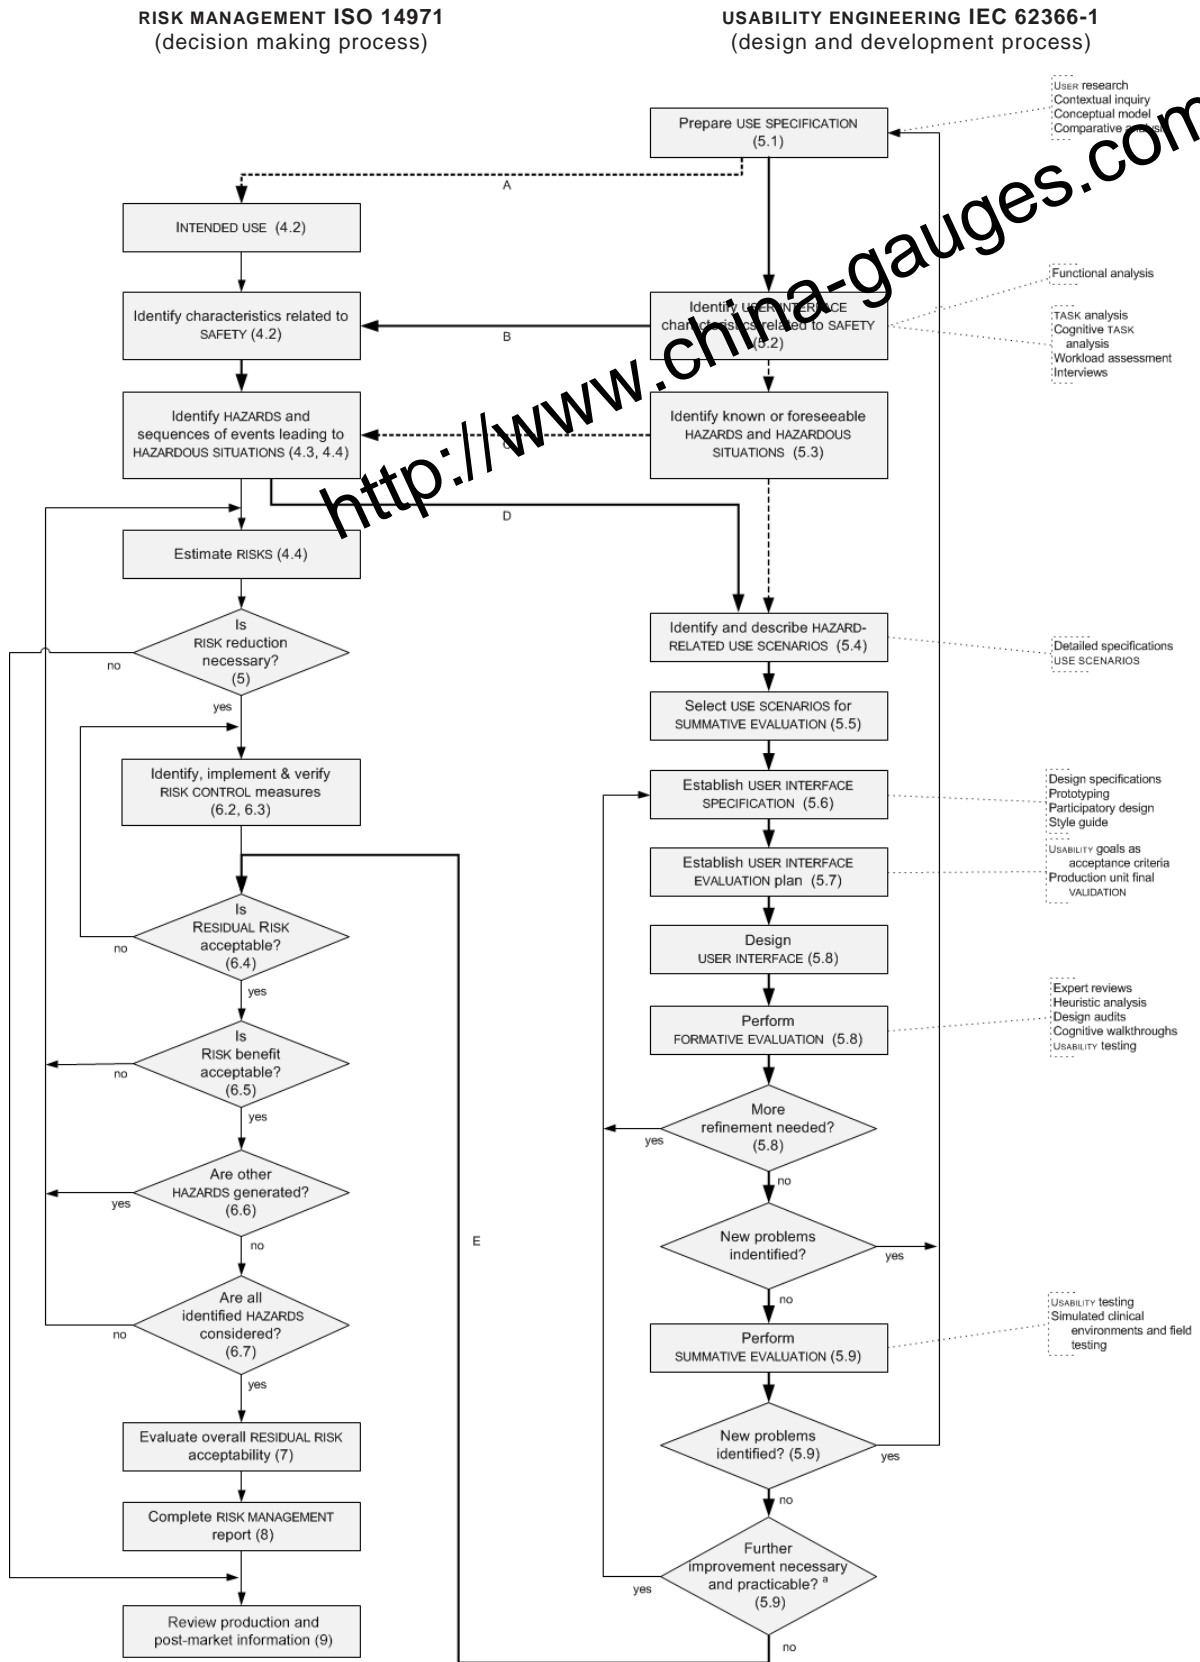 RISK MANAGEMENT ISO 14971
(decision making process)
USABILITY ENGINEERING IEC 62366-1
(design and development process)
Prepare USE SPECIFICATION
(5.1)
USER research
Contextual inquiry
Conceptual model
Comparative analysis
A
INTENDED USE (4.2)
Identify characteristics related to
SAFETY (4.2)
B
Identify USER INTERFACE
characteristics related to SAFETY
(5.2)
Functional analysis
TASK analysis
Cognitive TASK
analysis
Workload assessment
Interviews
Identify HAZARDS and
sequences of events leading to
HAZARDOUS SITUATIONS (4.3, 4.4)
C
Identify known or foreseeable
HAZARDS and HAZARDOUS
SITUATIONS (5.3)
http://www.china-gauges.com
D
Estimate RISKS (4.4)
Is
RISK reduction
necessary?
(5)
no
yes
Identify and describe HAZARD-
RELATED USE SCENARIOS (5.4)
Detailed specifications
USE SCENARIOS
Select USE SCENARIOS for
SUMMATIVE EVALUATION (5.5)
Identify, implement & verify
RISK CONTROL measures
(6.2, 6.3)
Establish USER INTERFACE
SPECIFICATION (5.6)
Design specifications
Prototyping
Participatory design
Style guide
Establish USER INTERFACE
EVALUATION plan (5.7)
USABILITY goals as
acceptance criteria
Production unit final
VALIDATION
Is
RESIDUAL RISK
acceptable?
(6.4)
no
yes
Design
USER INTERFACE (5.8)
Perform
FORMATIVE EVALUATION (5.8)
Expert reviews
Heuristic analysis
Design audits
Cognitive walkthroughs
USABILITY testing
Is
RISK benefit
acceptable?
(6.5)
no
yes
More
refinement needed?
(5.8)
yes
no
Are other
HAZARDS generated?
(6.6)
yes
no
E
New problems
indentified?
yes
no
Are all
identified HAZARDS
considered?
(6.7)
no
yes
Perform
SUMMATIVE EVALUATION (5.9)
USABILITY testing
Simulated clinical
environments and field
testing
Evaluate overall RESIDUAL RISK
acceptability (7)
New problems
identified? (5.9)
yes
no
Complete RISK MANAGEMENT
report (8)
Further
improvement necessary
and practicable? a
(5.9)
yes
no
Review production and
post-market information (9)